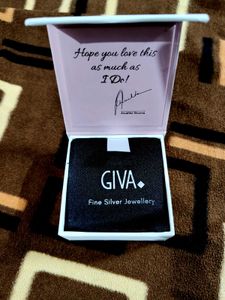 Hope you love this
as much as
I Do!
GIVA
Fine Silver Jewellery